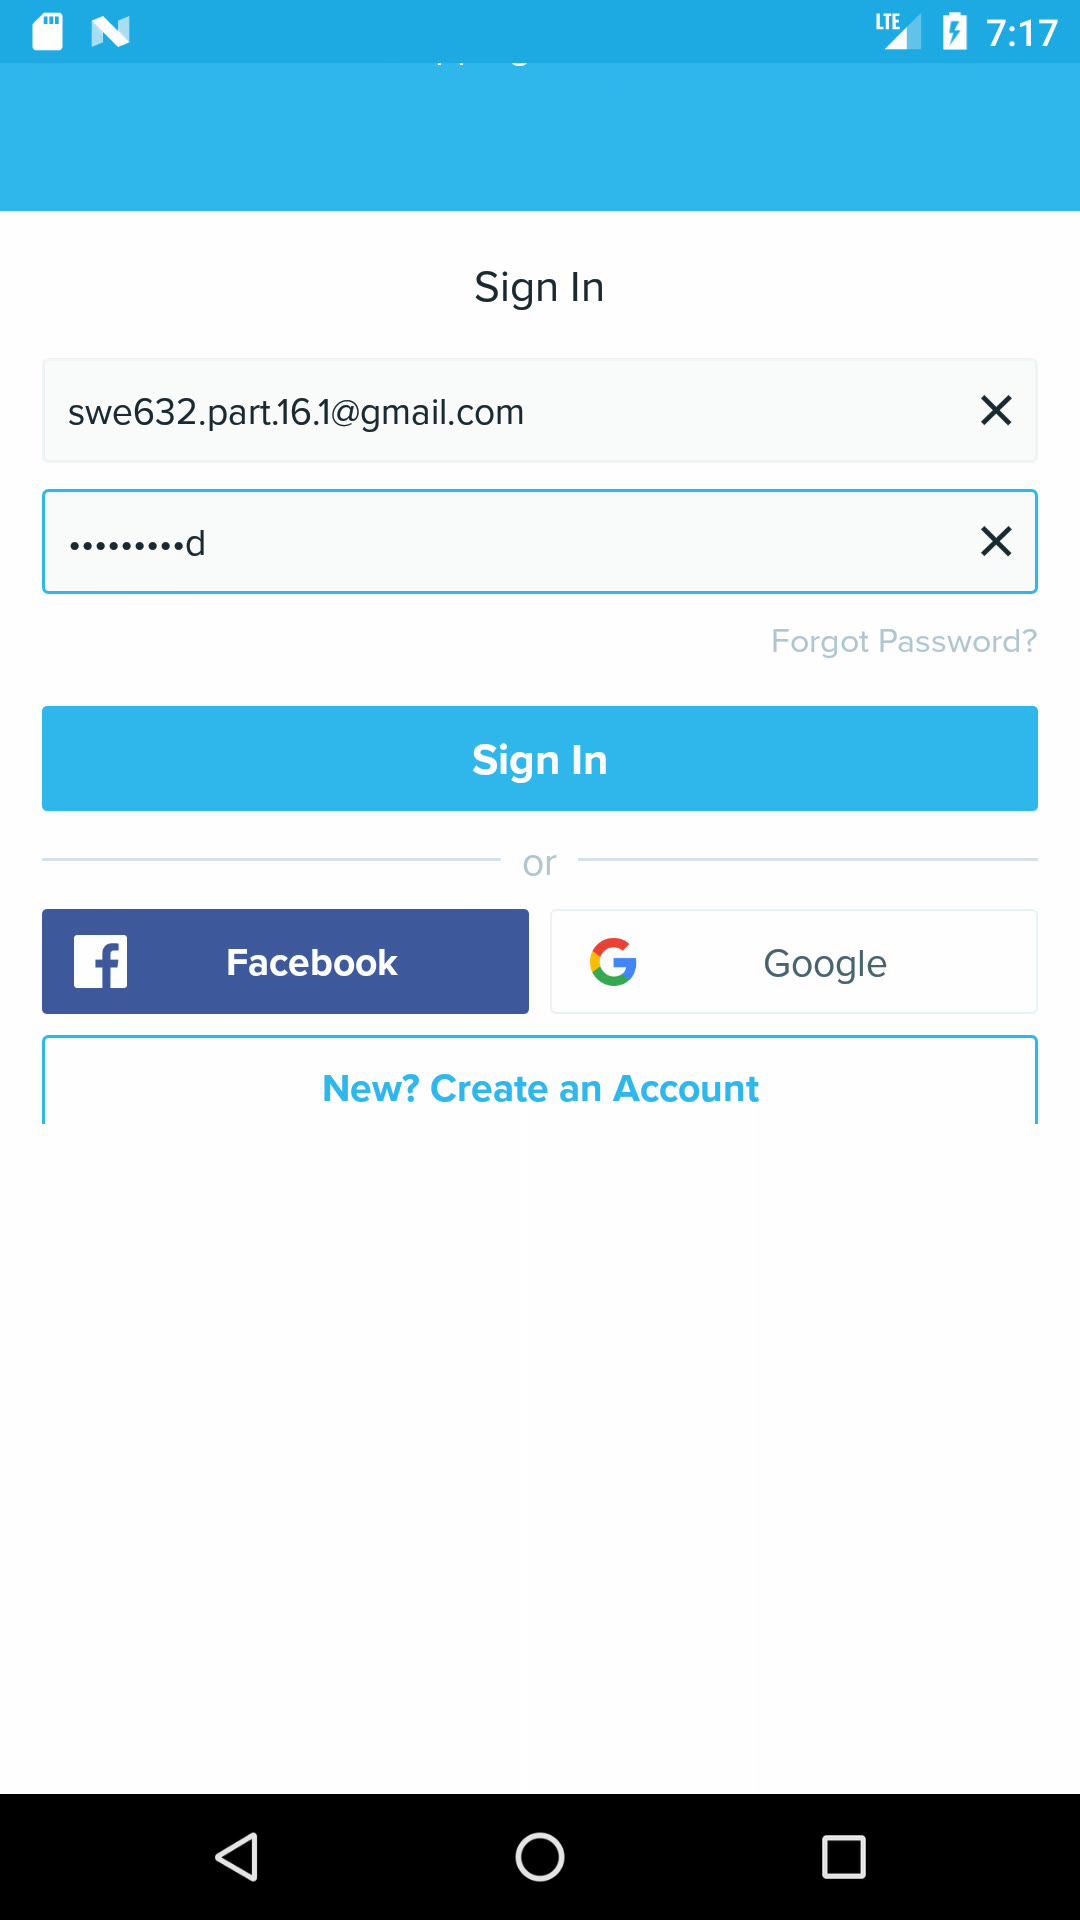 LTE 7:17
Sign In
swe632.part.16.1@gmail.com
•••••••••d
Forgot Password?
Sign In
or
Facebook
Google
New? Create an Account